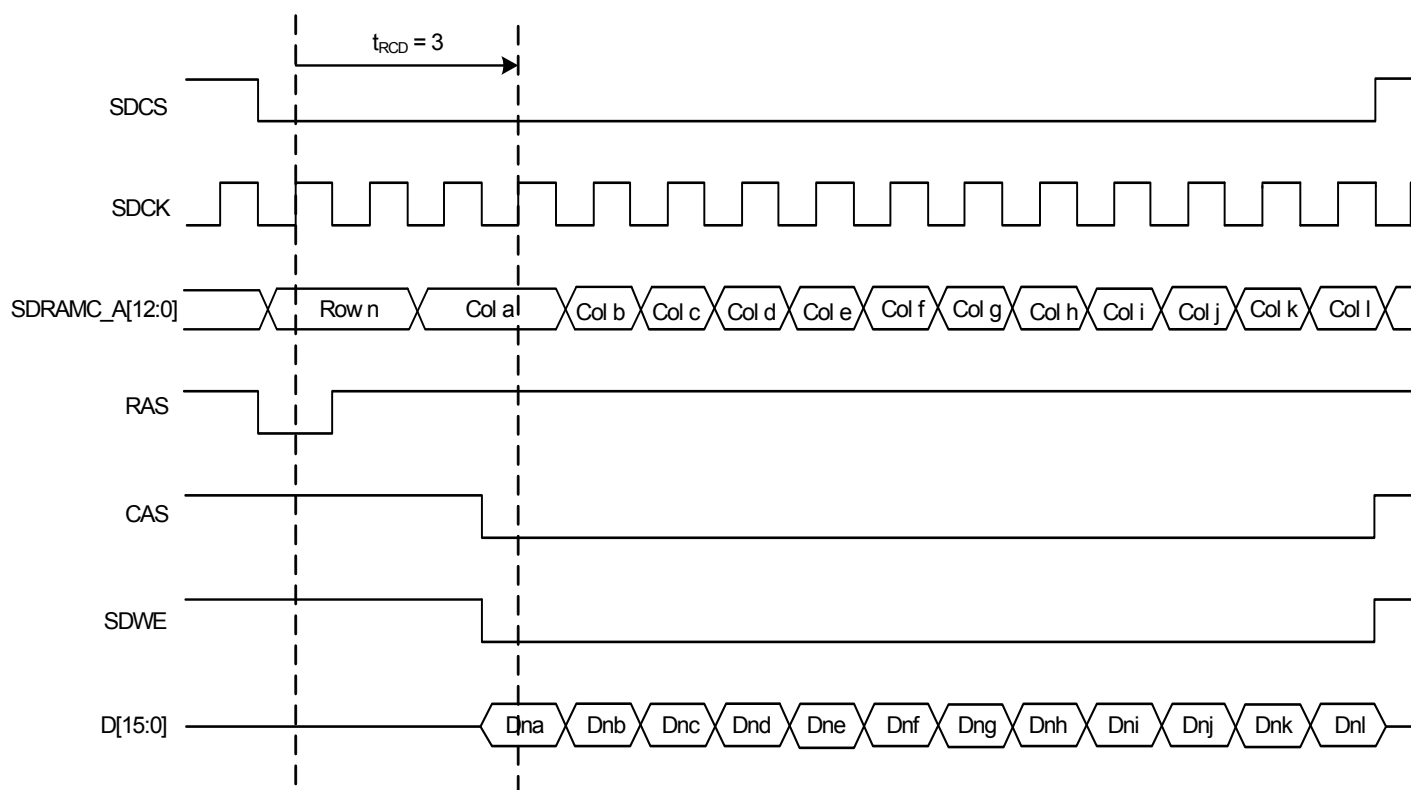 tRCD = 3
SDCS
SDCK
SDRAMC_A[12:0] Row n Col a Col b Col c Col d Col e Col f Col g Col h Col i Col j Col k Col l
RAS
CAS
SDWE
D[15:0] Dna Dnb Dnc Dnd Dne Dnf Dng Dnh Dni Dnj Dnk Dnl